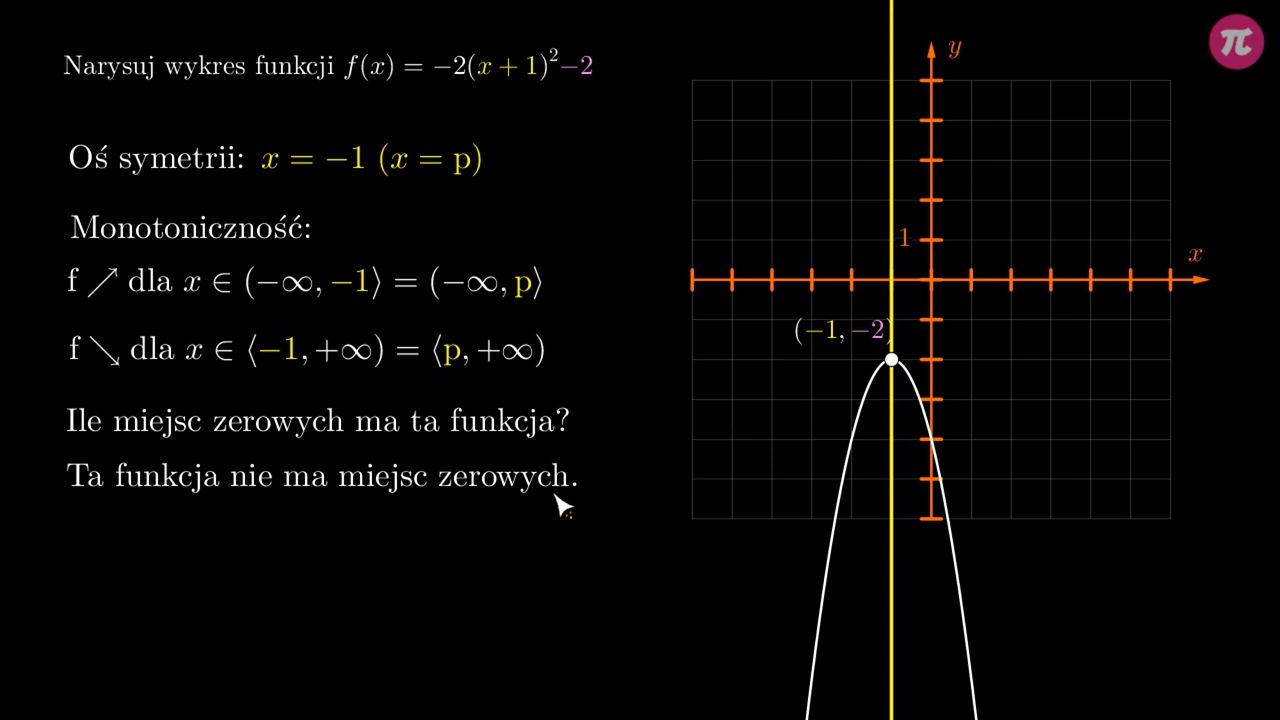 Narysuj wykres funkcji f(x) = −2(x + 1)²−2
Oś symetrii: x = −1 (x = p)
Monotoniczność:
f ↗ dla x ∈ (−∞, −1⟩ = (−∞, p⟩
f ↘ dla x ∈ ⟨−1, +∞) = ⟨p, +∞)
Ile miejsc zerowych ma ta funkcja?
Ta funkcja nie ma miejsc zerowych.
π
y
1
x
(−1, −2)